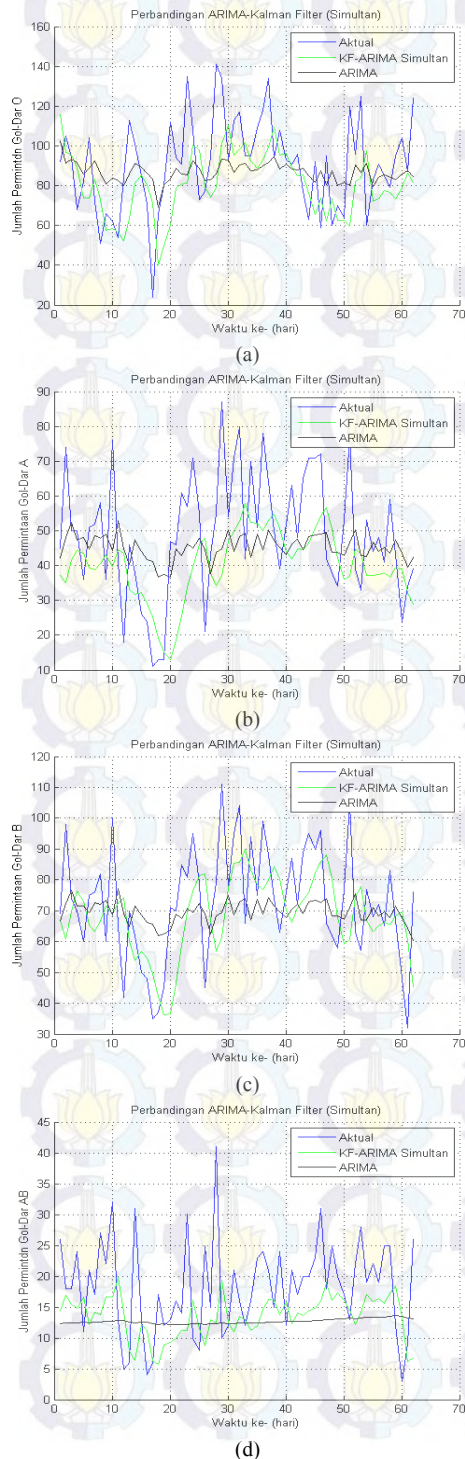 Perbandingan ARIMA-Kalman Filter (Simultan)
160
140
120
100
80
60
40
20
Jumlah Permintdn Gol-Dar O
Aktual
KF-ARIMA Simultan
ARIMA
0 10 20 30 40 50 60 70
Waktu ke- (hari)
(a)
Perbandingan ARIMA-Kalman Filter (Simultan)
90
80
70
60
50
40
30
20
10
Jumlah Permintaan Gol-Dar A
Aktual
KF-ARIMA Simultan
ARIMA
0 10 20 30 40 50 60 70
Waktu ke- (hari)
(b)
Perbandingan ARIMA-Kalman Filter (Simultan)
120
110
100
90
80
70
60
50
40
30
Jumlah Permintaan Gol-Dar B
Aktual
KF-ARIMA Simultan
ARIMA
0 10 20 30 40 50 60 70
Waktu ke- (hari)
(c)
Perbandingan ARIMA-Kalman Filter (Simultan)
45
40
35
30
25
20
15
10
5
0
Jumlah Permintdn Gol-Dar AB
Aktual
KF-ARIMA Simultan
ARIMA
0 10 20 30 40 50 60 70
Waktu ke- (hari)
(d)